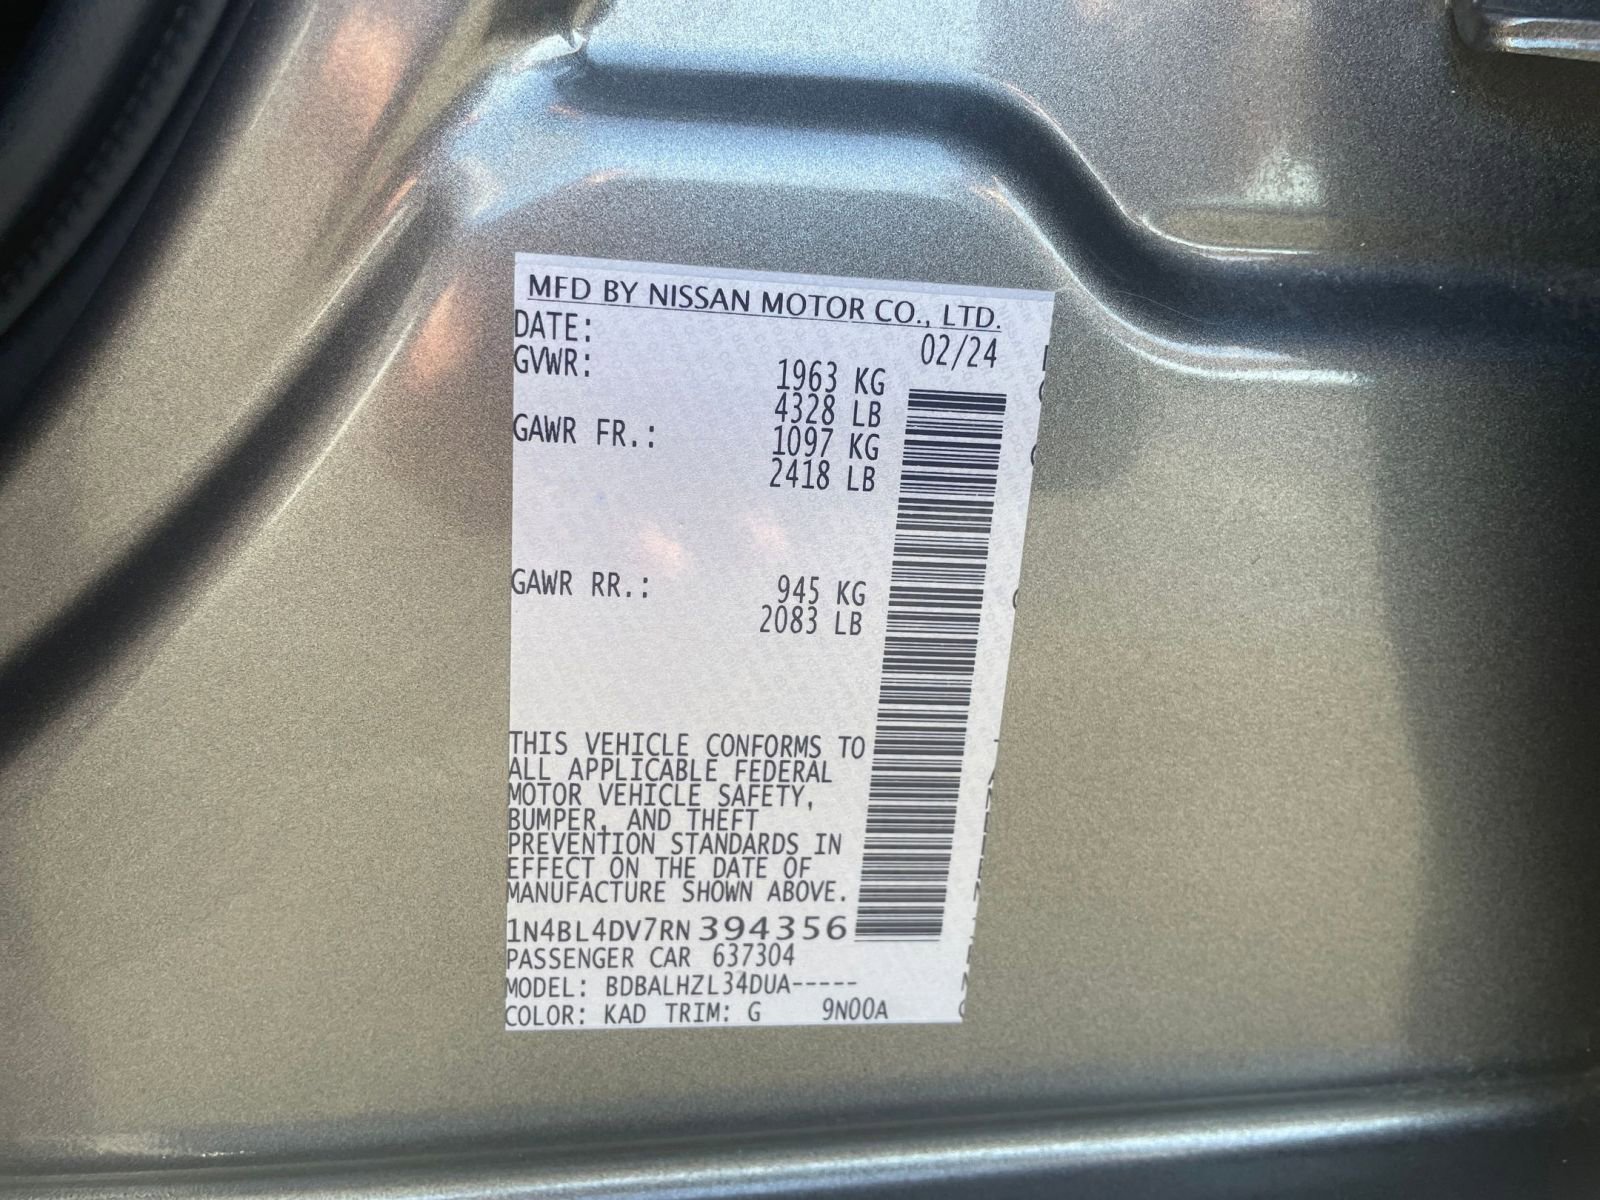 MFD BY NISSAN MOTOR CO., LTD.
DATE: 02/24
GVWR: 1963 KG
4328 LB
GAWR FR.: 1097 KG
2418 LB
GAWR RR.: 945 KG
2083 LB
THIS VEHICLE CONFORMS TO
ALL APPLICABLE FEDERAL
MOTOR VEHICLE SAFETY,
BUMPER, AND THEFT
PREVENTION STANDARDS IN
EFFECT ON THE DATE OF
MANUFACTURE SHOWN ABOVE.
1N4BL4DV7RN394356
PASSENGER CAR 637304
MODEL: BDBALHZL34DUA-----
COLOR: KAD TRIM: G 9N00A